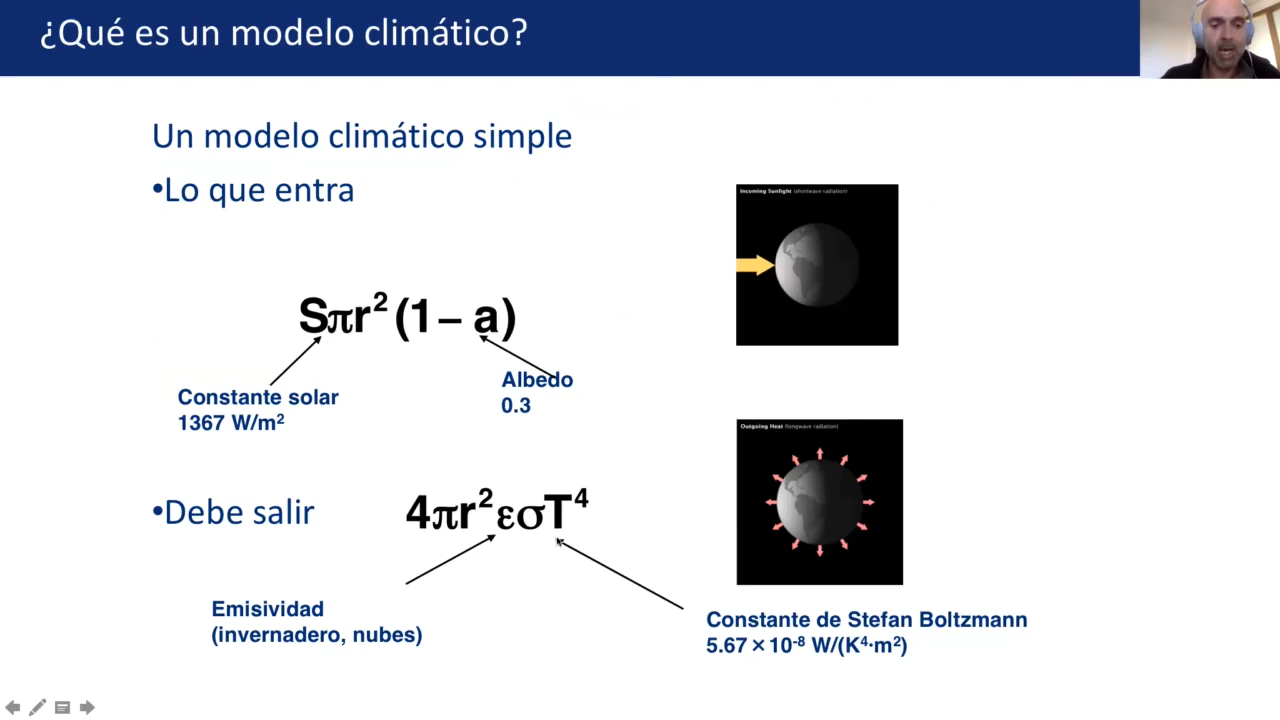 ¿Qué es un modelo climático?
Un modelo climático simple
•Lo que entra
Incoming Sunlight (shortwave radiation)
Sπr²(1– a)
Constante solar
1367 W/m²
Albedo
0.3
Outgoing Heat (longwave radiation)
•Debe salir
4πr²εσT⁴
Emisividad
(invernadero, nubes)
Constante de Stefan Boltzmann
5.67×10⁻⁸ W/(K⁴·m²)